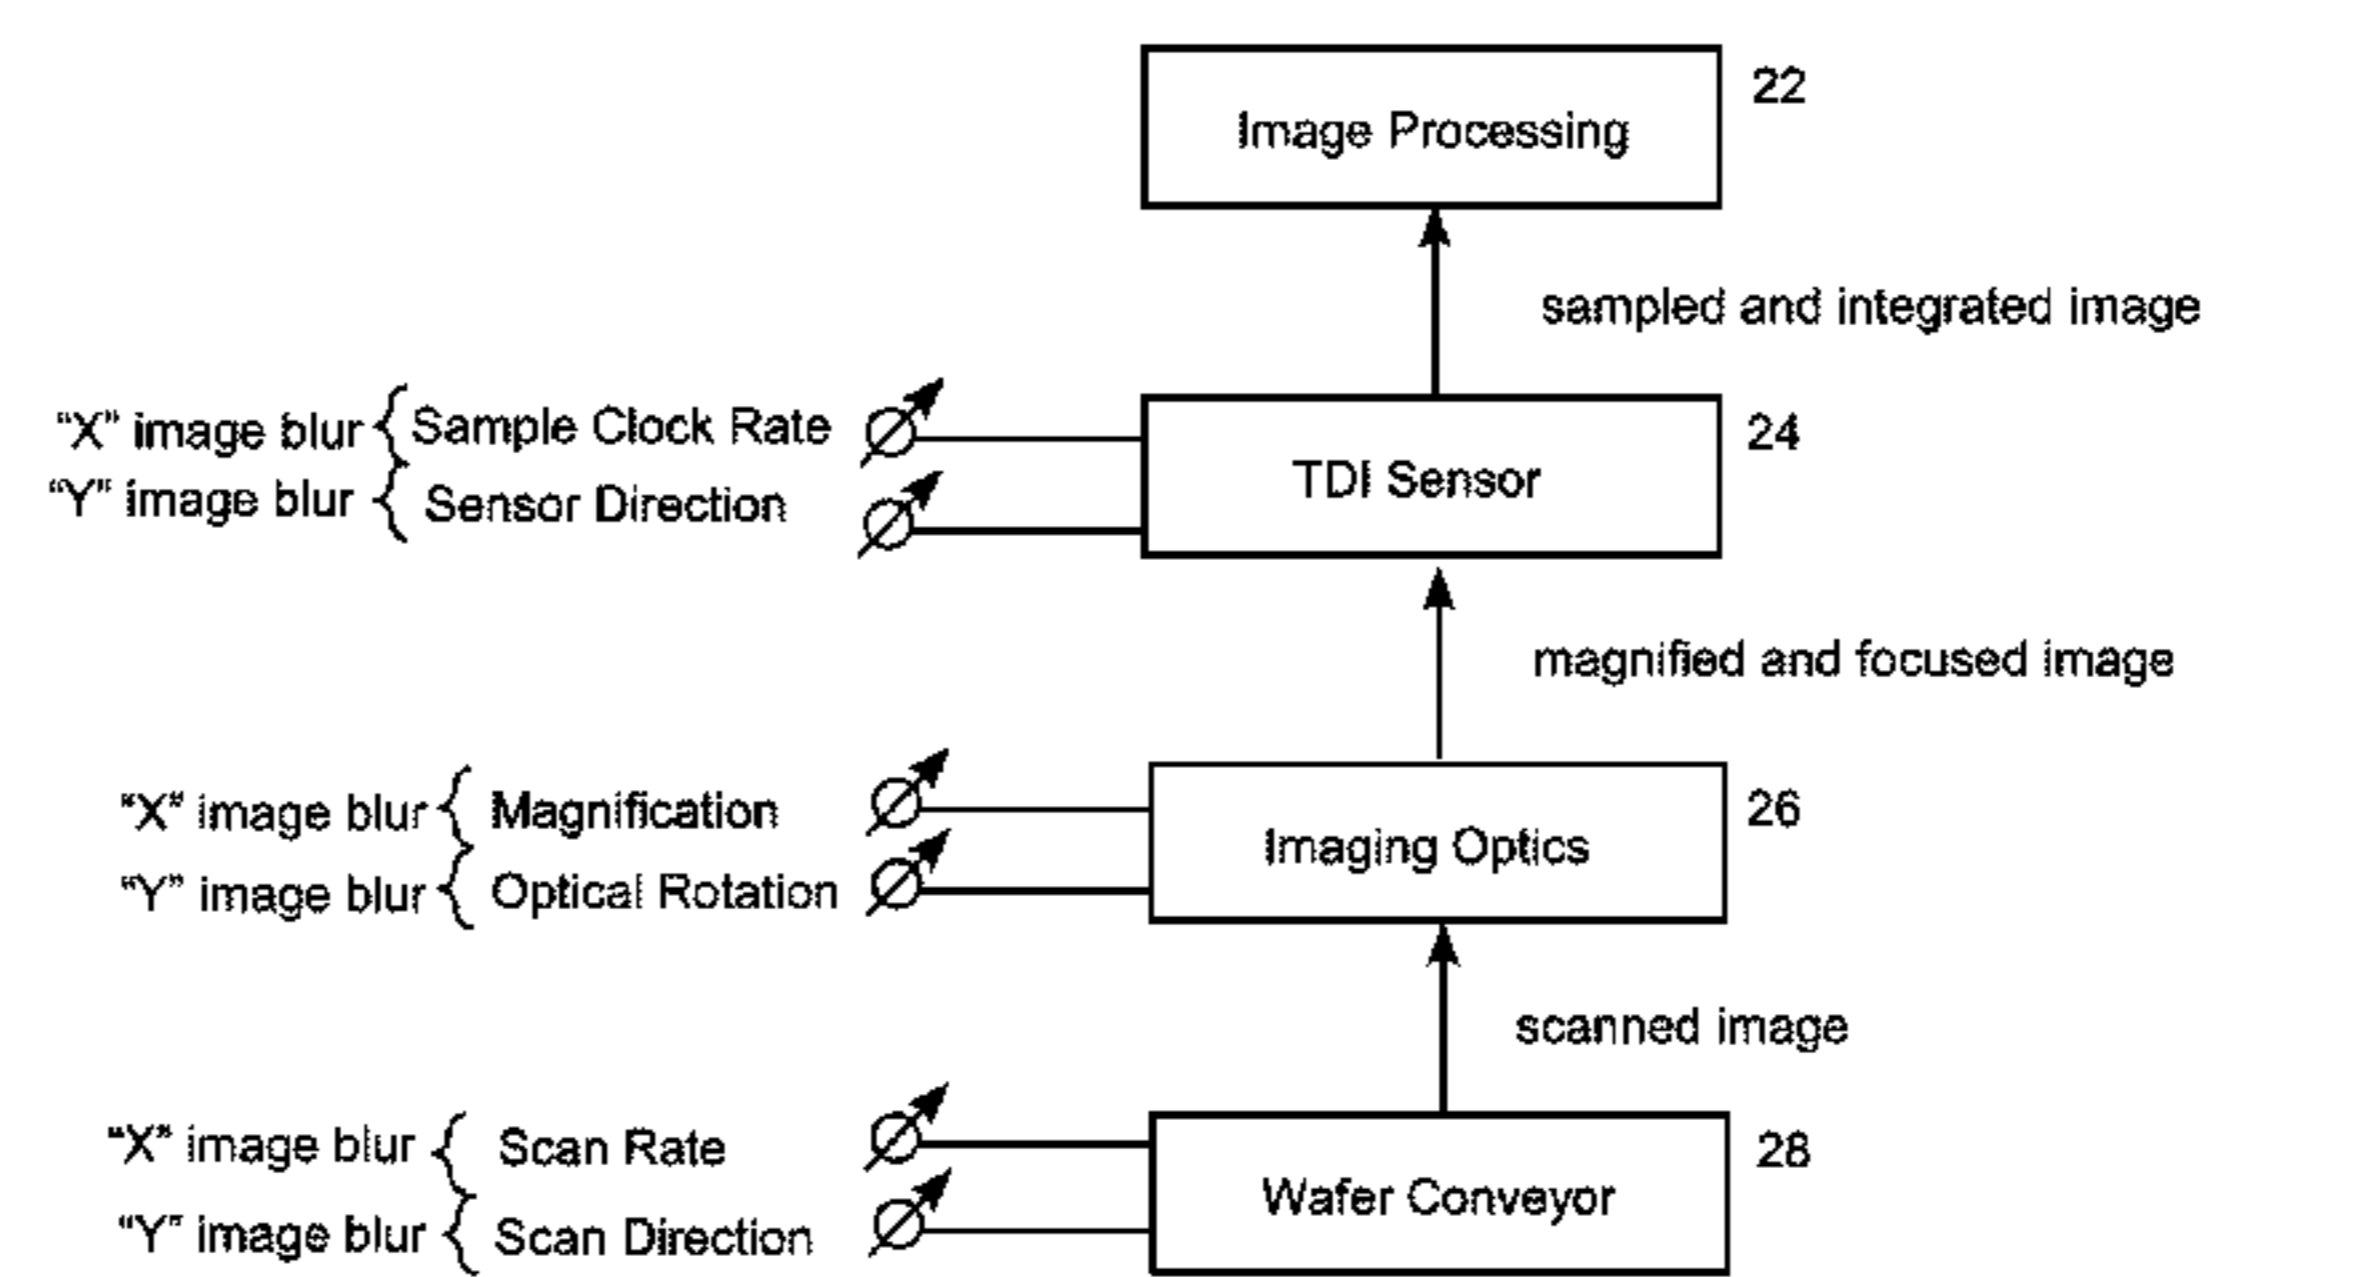 Image Processing
22
sampled and integrated image
“X” image blur Sample Clock Rate
“Y” image blur Sensor Direction
TDI Sensor
24
magnified and focused image
“X” image blur Magnification
“Y” image blur Optical Rotation
Imaging Optics
26
scanned image
“X” image blur Scan Rate
“Y” image blur Scan Direction
Wafer Conveyor
28